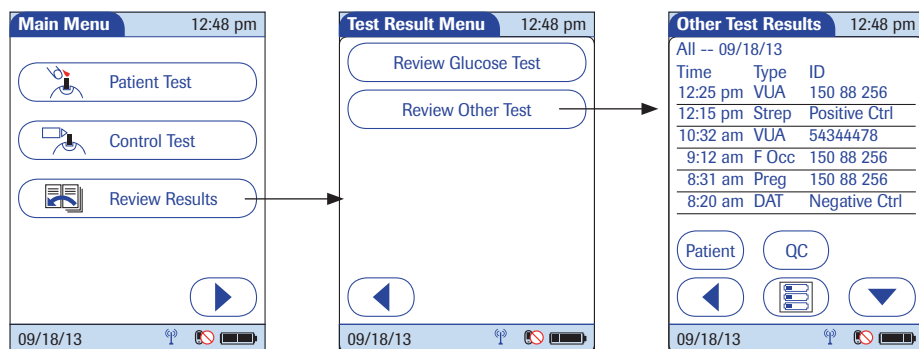 Main Menu 12:48 pm
Patient Test
Control Test
Review Results
09/18/13
Test Result Menu 12:48 pm
Review Glucose Test
Review Other Test
09/18/13
Other Test Results 12:48 pm
All -- 09/18/13
Time Type ID
12:25 pm VUA 150 88 256
12:15 pm Strep Positive Ctrl
10:32 am VUA 54344478
9:12 am F Occ 150 88 256
8:31 am Preg 150 88 256
8:20 am DAT Negative Ctrl
Patient QC
09/18/13